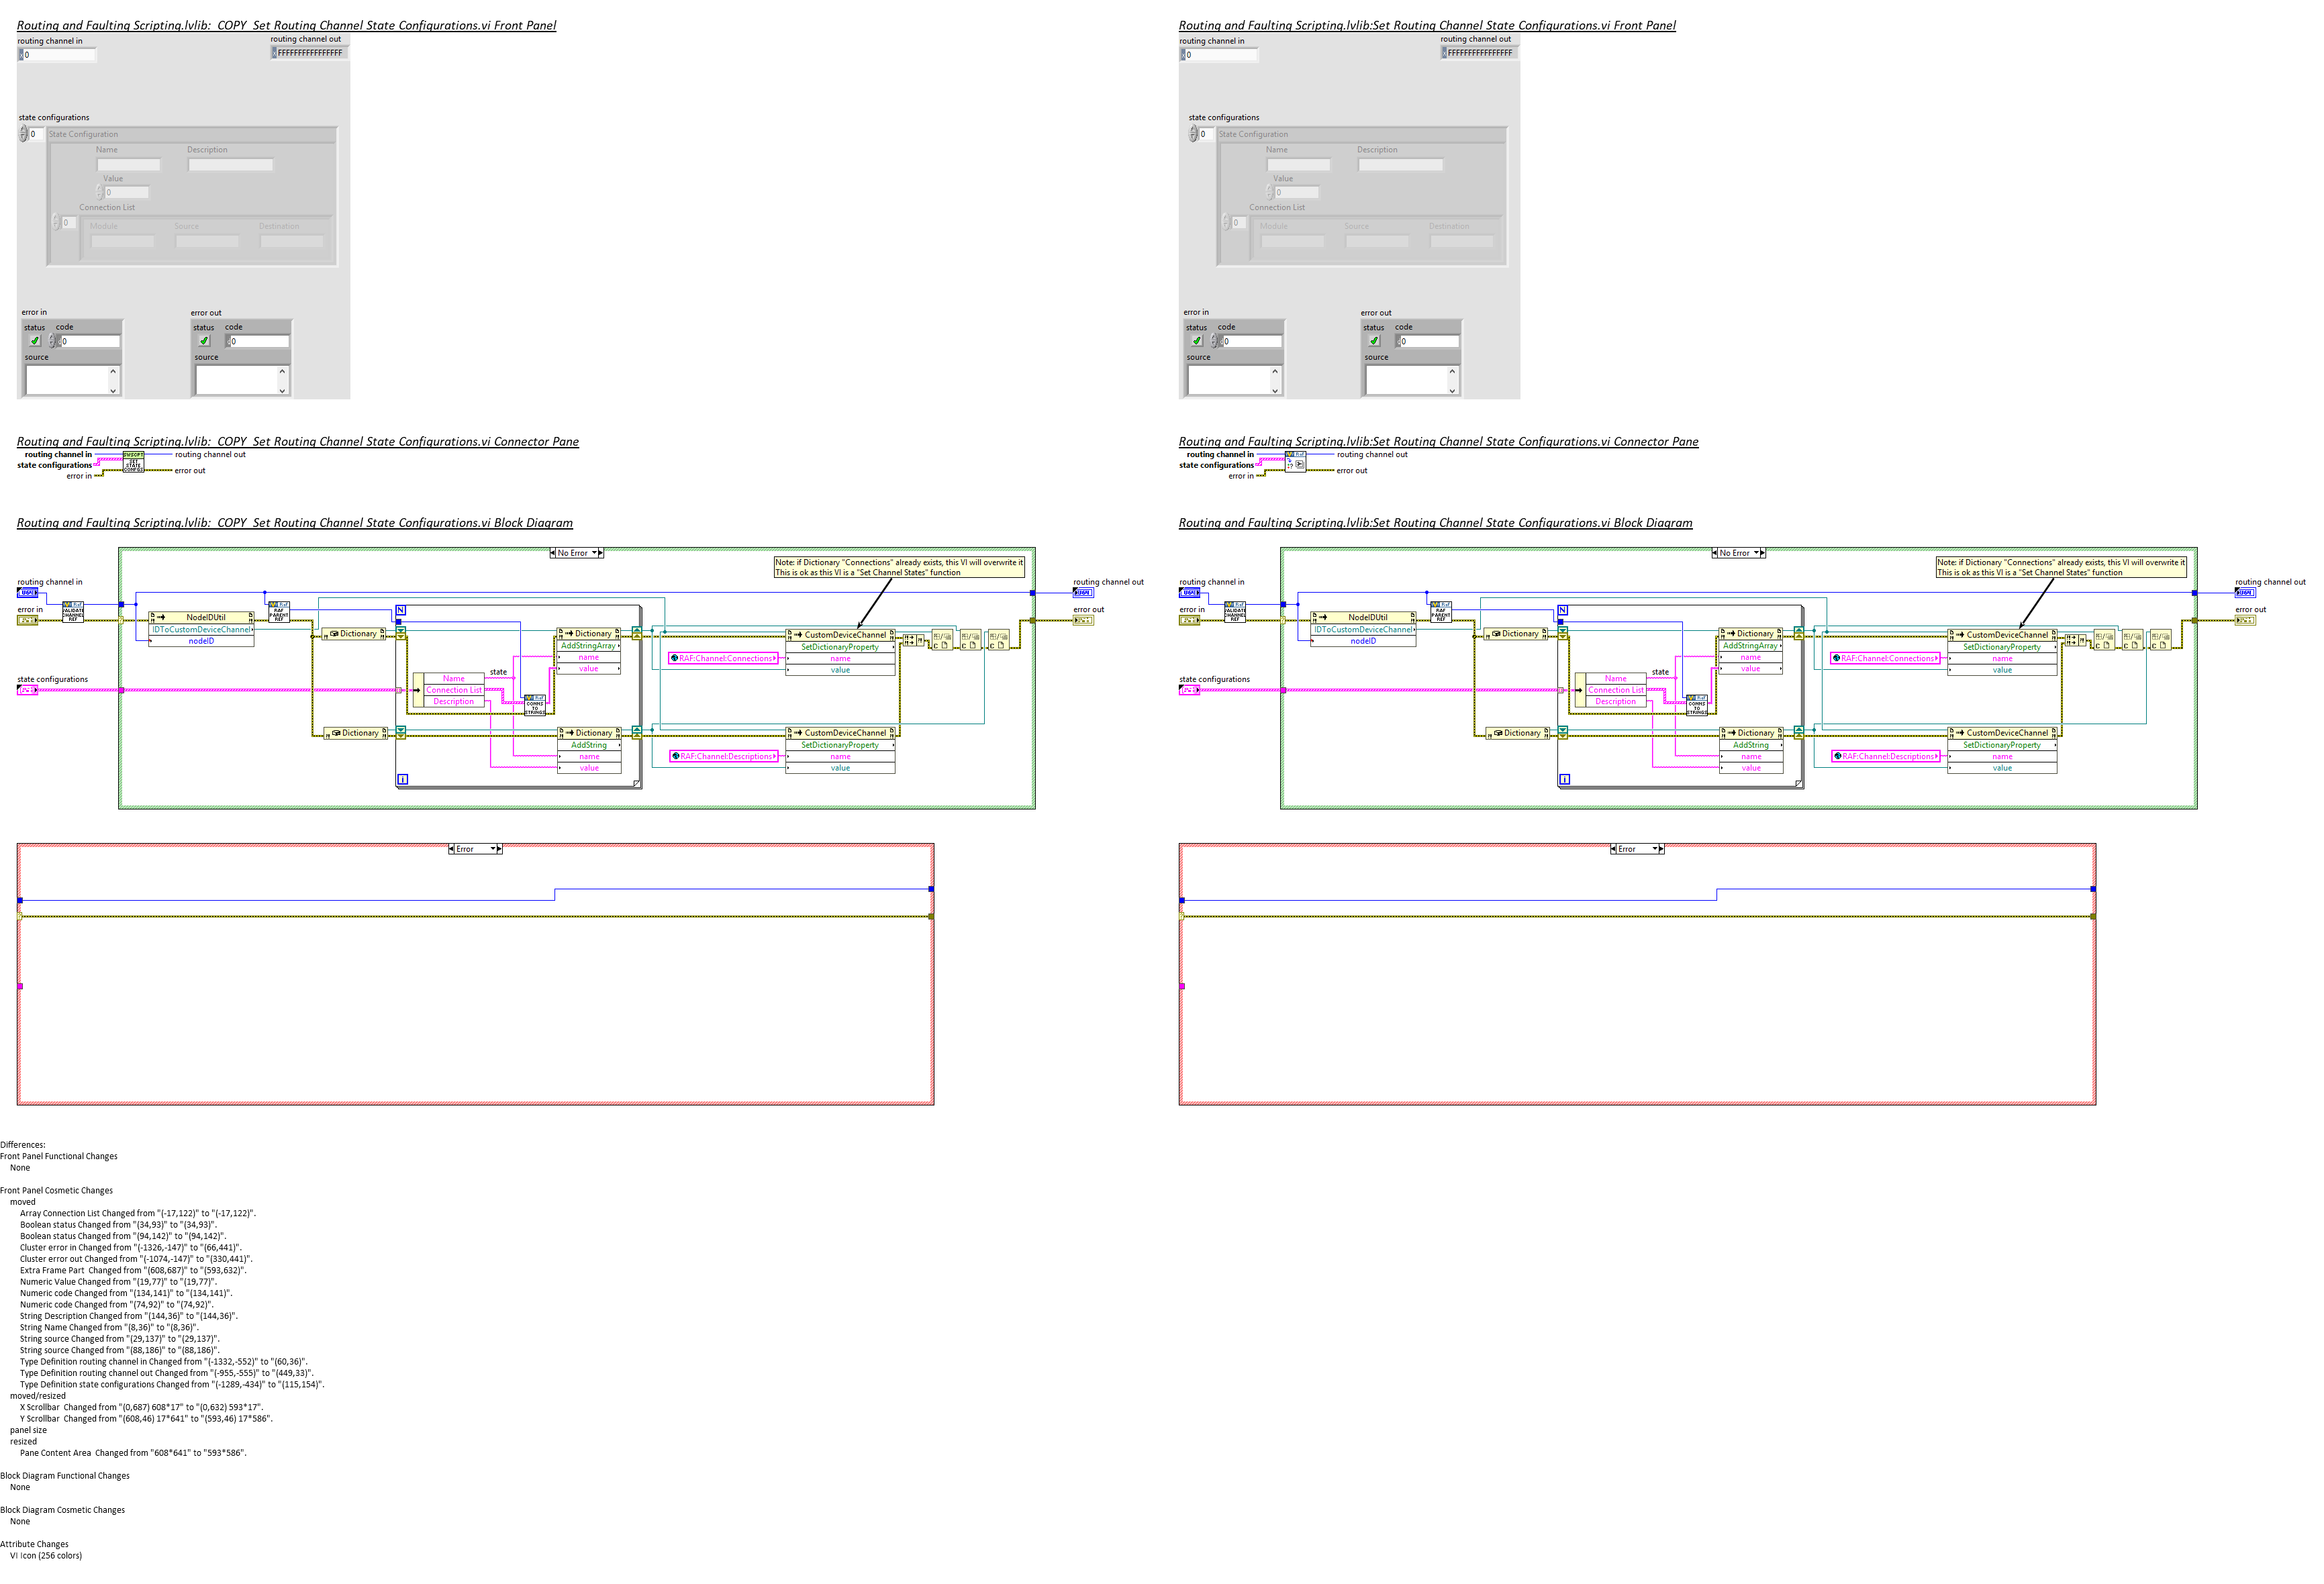 Routing and Faulting Scripting.lvlib:  COPY  Set Routing Channel State Configurations.vi Front Panel
routing channel in
routing channel out
0
FFFFFFFFFFFFFFFF
state configurations
0
State Configuration
Name
Description
Value
0
Connection List
0
Module
Source
Destination
error in
error out
status
code
status
code
0
0
source
source
Routing and Faulting Scripting.lvlib:Set Routing Channel State Configurations.vi Front Panel
routing channel in
routing channel out
0
FFFFFFFFFFFFFFFF
state configurations
0
State Configuration
Name
Description
Value
0
Connection List
0
Module
Source
Destination
error in
error out
status
code
status
code
0
0
source
source
Routing and Faulting Scripting.lvlib:  COPY  Set Routing Channel State Configurations.vi Connector Pane
routing channel in
routing channel out
state configurations
SET
STATE
error in
error out
Routing and Faulting Scripting.lvlib:Set Routing Channel State Configurations.vi Connector Pane
routing channel in
routing channel out
state configurations
error in
error out
Routing and Faulting Scripting.lvlib:  COPY  Set Routing Channel State Configurations.vi Block Diagram
No Error
Note: if Dictionary "Connections" already exists, this VI will overwrite it
This is ok as this VI is a "Set Channel States" function
routing channel in
routing channel out
error in
error out
VALIDATE
CHANNEL
REF
NodeIDUtil
IDToCustomDeviceChannel
nodeID
RAF
PARENT
REF
N
Dictionary
Dictionary
AddStringArray
name
value
CustomDeviceChannel
SetDictionaryProperty
name
value
RAF:Channel:Connections
state configurations
state
Name
Connection List
Description
CONNS
TO
STRINGS
Dictionary
Dictionary
AddString
name
value
CustomDeviceChannel
SetDictionaryProperty
name
value
RAF:Channel:Descriptions
i
Error
Routing and Faulting Scripting.lvlib:Set Routing Channel State Configurations.vi Block Diagram
No Error
Note: if Dictionary "Connections" already exists, this VI will overwrite it
This is ok as this VI is a "Set Channel States" function
routing channel in
routing channel out
error in
error out
VALIDATE
CHANNEL
REF
NodeIDUtil
IDToCustomDeviceChannel
nodeID
RAF
PARENT
REF
N
Dictionary
Dictionary
AddStringArray
name
value
CustomDeviceChannel
SetDictionaryProperty
name
value
RAF:Channel:Connections
state configurations
state
Name
Connection List
Description
CONNS
TO
STRINGS
Dictionary
Dictionary
AddString
name
value
CustomDeviceChannel
SetDictionaryProperty
name
value
RAF:Channel:Descriptions
i
Error
Differences:
Front Panel Functional Changes
None
Front Panel Cosmetic Changes
moved
Array Connection List Changed from "(-17,122)" to "(-17,122)".
Boolean status Changed from "(34,93)" to "(34,93)".
Boolean status Changed from "(94,142)" to "(94,142)".
Cluster error in Changed from "(-1326,-147)" to "(66,441)".
Cluster error out Changed from "(-1074,-147)" to "(330,441)".
Extra Frame Part  Changed from "(608,687)" to "(593,632)".
Numeric Value Changed from "(19,77)" to "(19,77)".
Numeric code Changed from "(134,141)" to "(134,141)".
Numeric code Changed from "(74,92)" to "(74,92)".
String Description Changed from "(144,36)" to "(144,36)".
String Name Changed from "(8,36)" to "(8,36)".
String source Changed from "(29,137)" to "(29,137)".
String source Changed from "(88,186)" to "(88,186)".
Type Definition routing channel in Changed from "(-1332,-552)" to "(60,36)".
Type Definition routing channel out Changed from "(-955,-555)" to "(449,33)".
Type Definition state configurations Changed from "(-1289,-434)" to "(115,154)".
moved/resized
X Scrollbar  Changed from "(0,687) 608*17" to "(0,632) 593*17".
Y Scrollbar  Changed from "(608,46) 17*641" to "(593,46) 17*586".
panel size
resized
Pane Content Area  Changed from "608*641" to "593*586".
Block Diagram Functional Changes
None
Block Diagram Cosmetic Changes
None
Attribute Changes
VI Icon (256 colors)